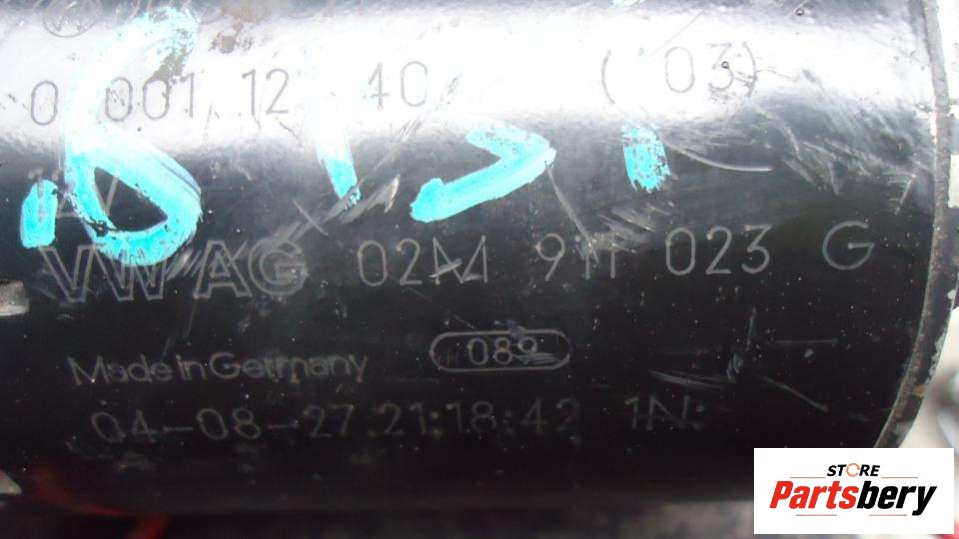 0 001 12 40 (03)
VW AG 02M 911 023 G
Made in Germany 089
04-08-27 21:18:42 1N:
STORE
Partsbery